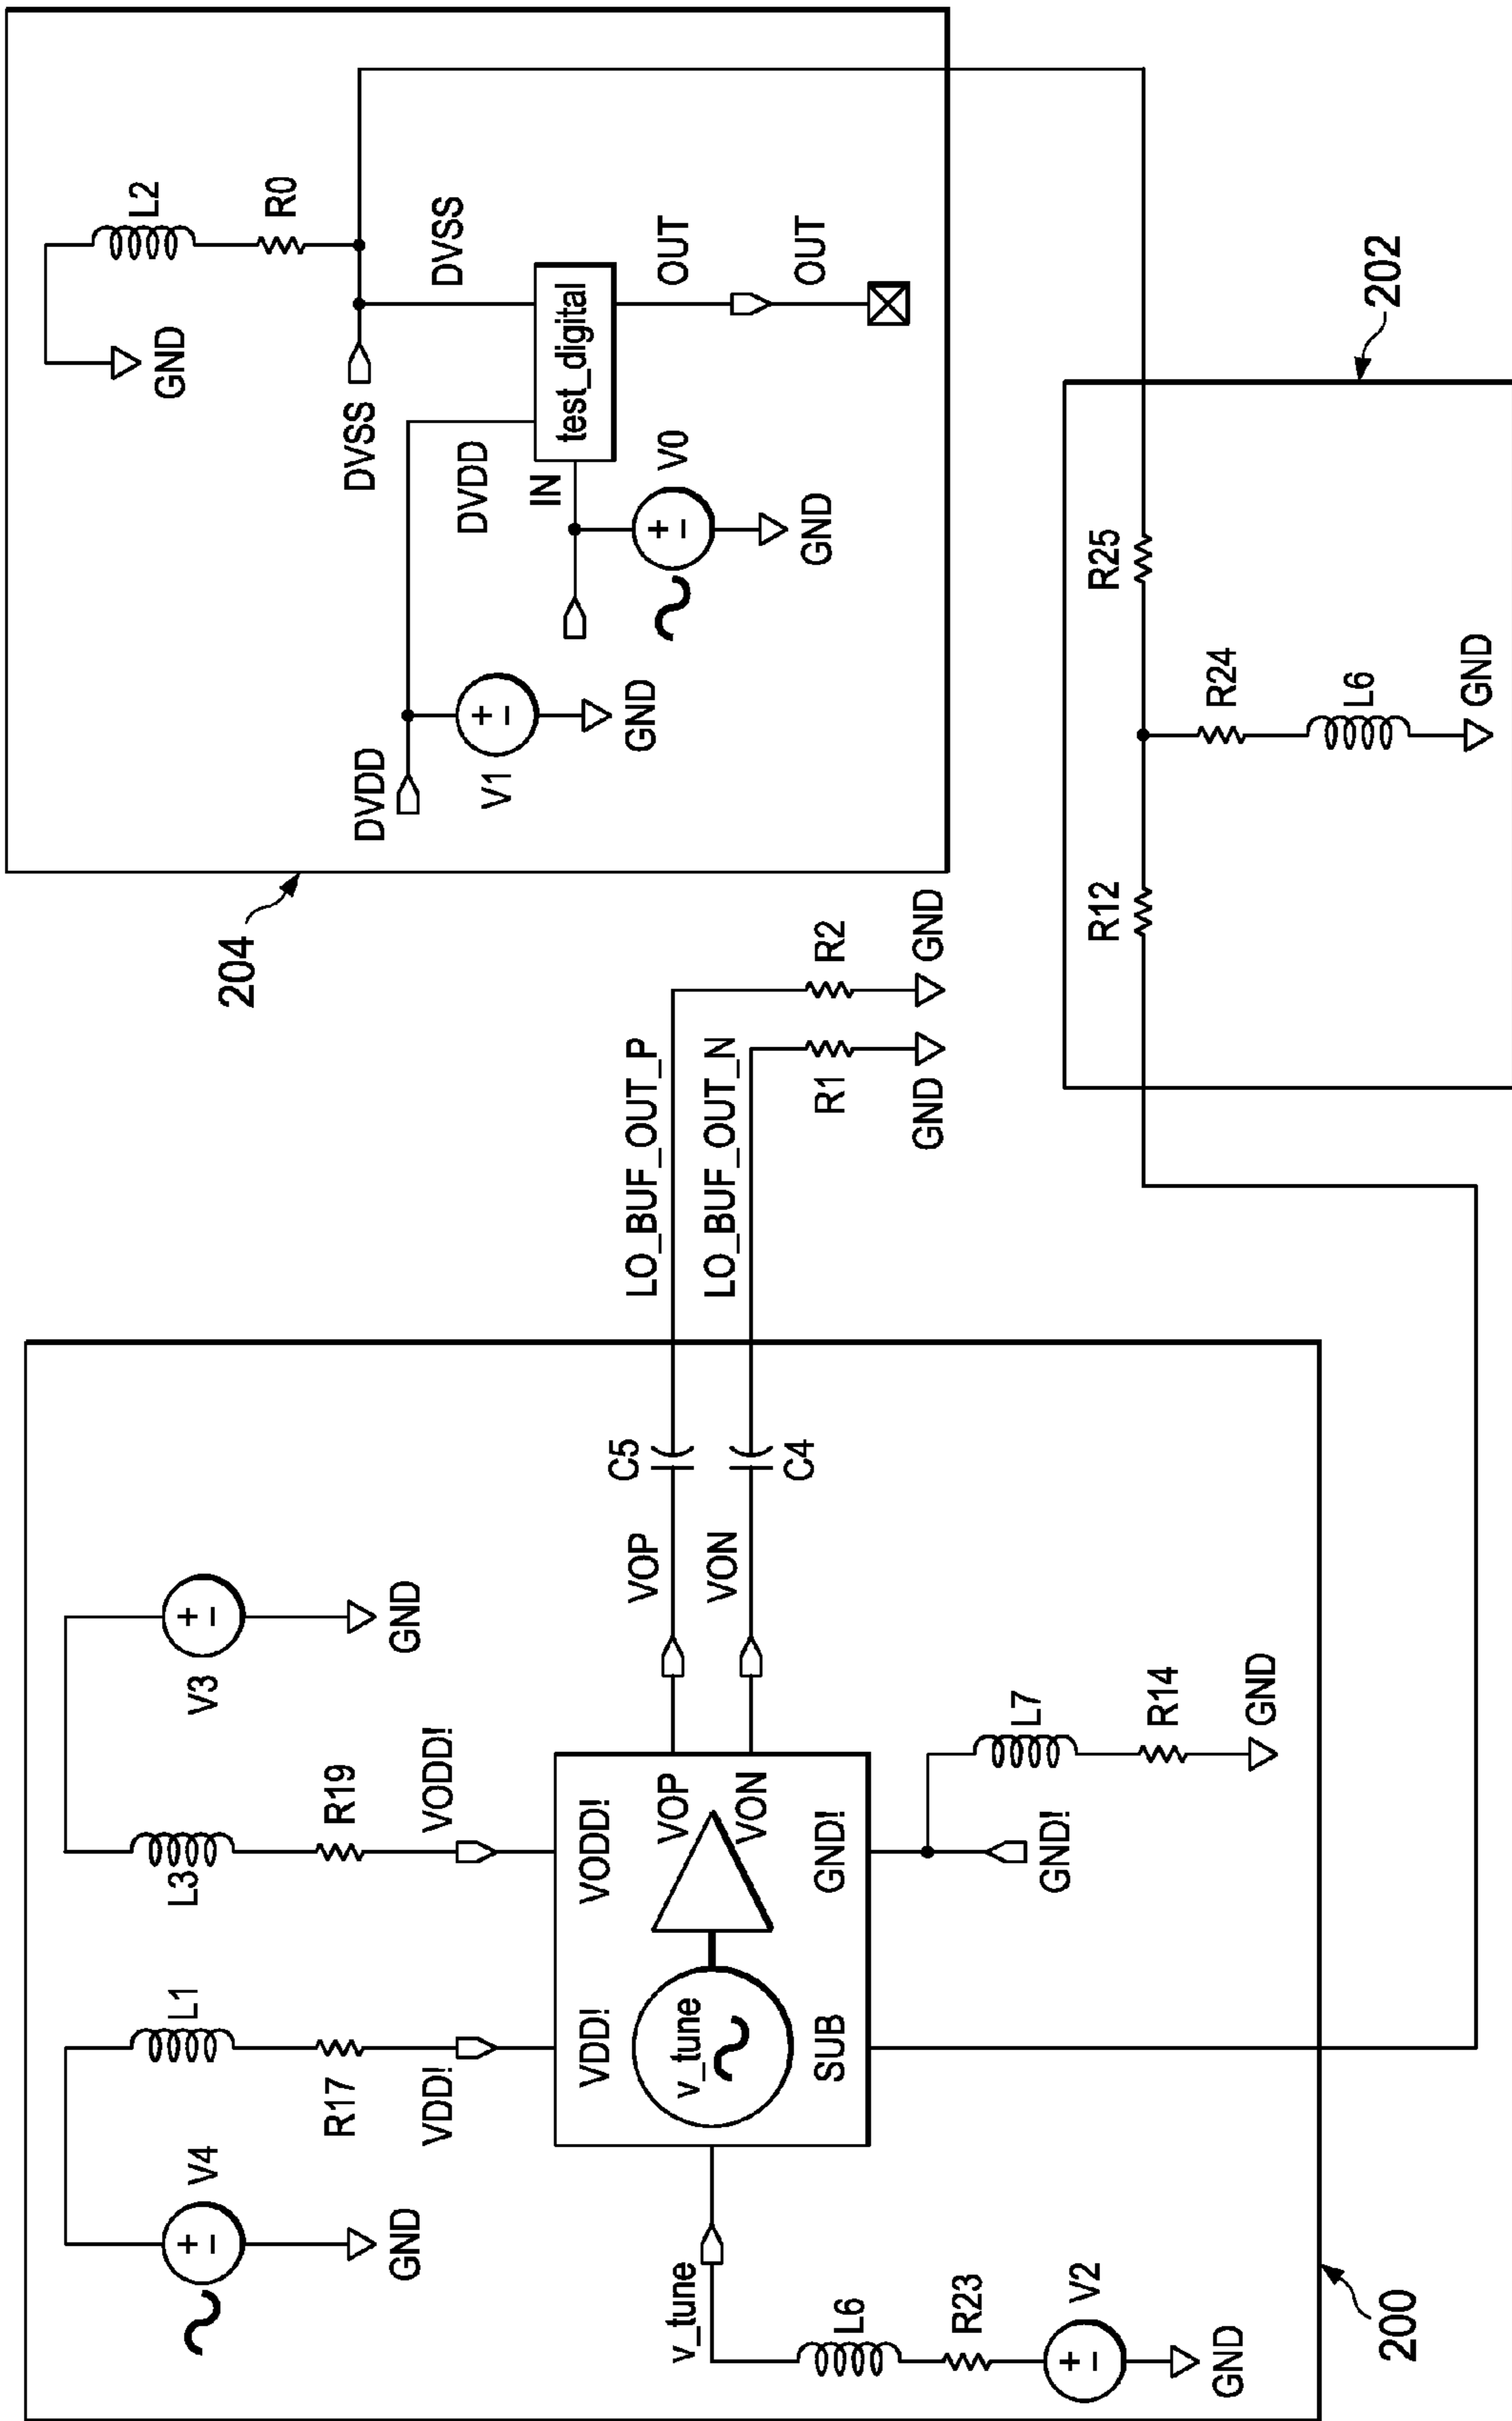 V4
+
-
GND
L1
R17
VDD!
L3
R19
VODD!
V3
+
-
GND
v_tune
L6
R23
V2
+
-
GND
VDD!
VODD!
v_tune
VOP
VON
SUB
GND!
GND!
L7
R14
GND
VOP
VON
C5
C4
200
LO_BUF_OUT_P
LO_BUF_OUT_N
R1
R2
GND
GND
204
L2
R0
GND
DVSS
DVSS
DVDD
DVDD
V1
+
-
GND
IN
test_digital
V0
+
-
GND
OUT
OUT
R12
R25
R24
L6
GND
202